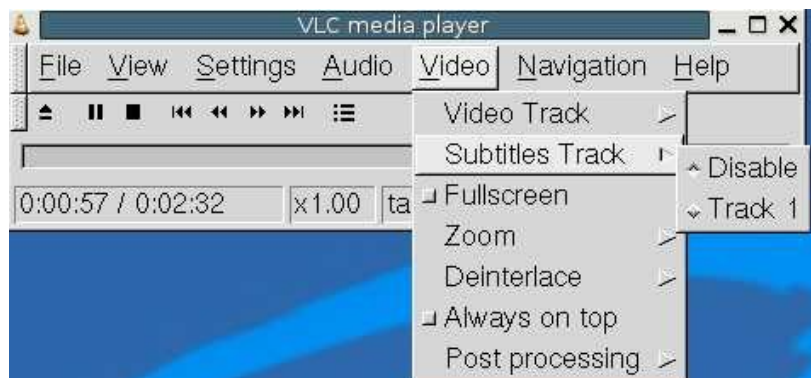 VLC media player
File View Settings Audio Video Navigation Help
Video Track
Subtitles Track
Disable
Track 1
0:00:57 / 0:02:32 x1.00 ta
Fullscreen
Zoom
Deinterlace
Always on top
Post processing